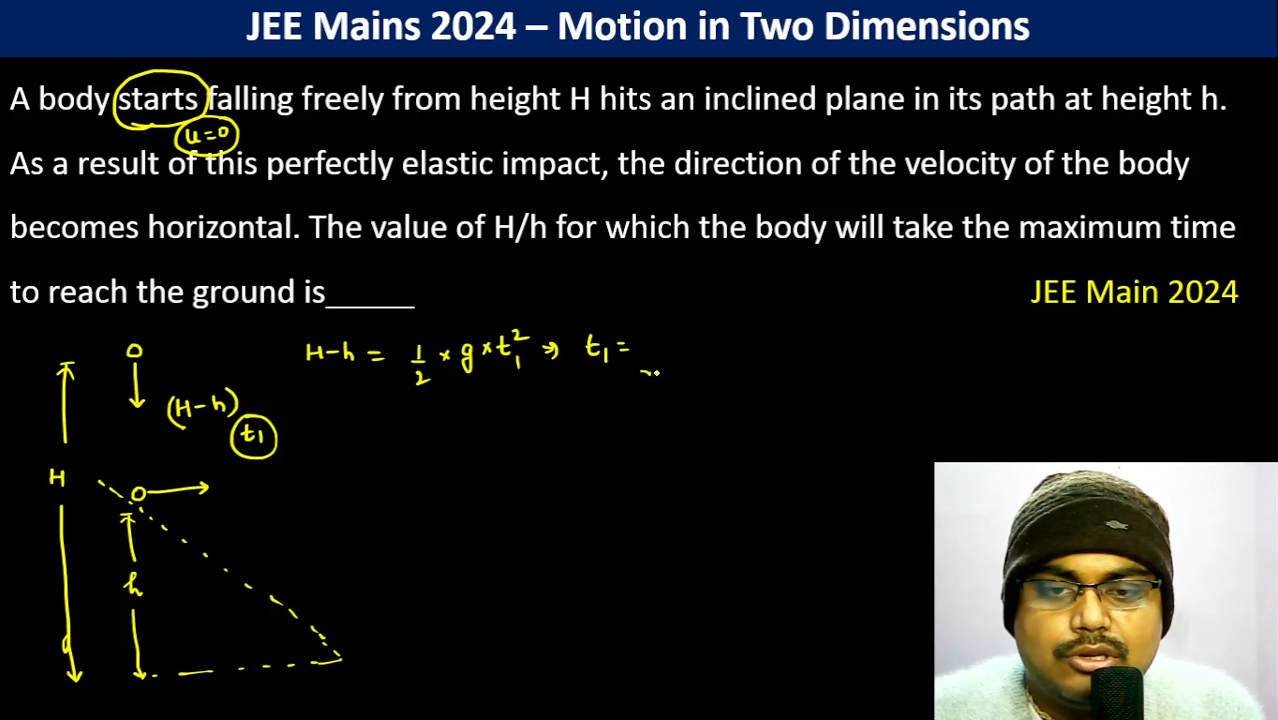 JEE Mains 2024 – Motion in Two Dimensions
A body starts falling freely from height H hits an inclined plane in its path at height h.
u=0
As a result of this perfectly elastic impact, the direction of the velocity of the body
becomes horizontal. The value of H/h for which the body will take the maximum time
to reach the ground is_____ JEE Main 2024
H-h = 1/2 × g × t₁² ⇒ t₁ =
(H-h)
t₁
H
h